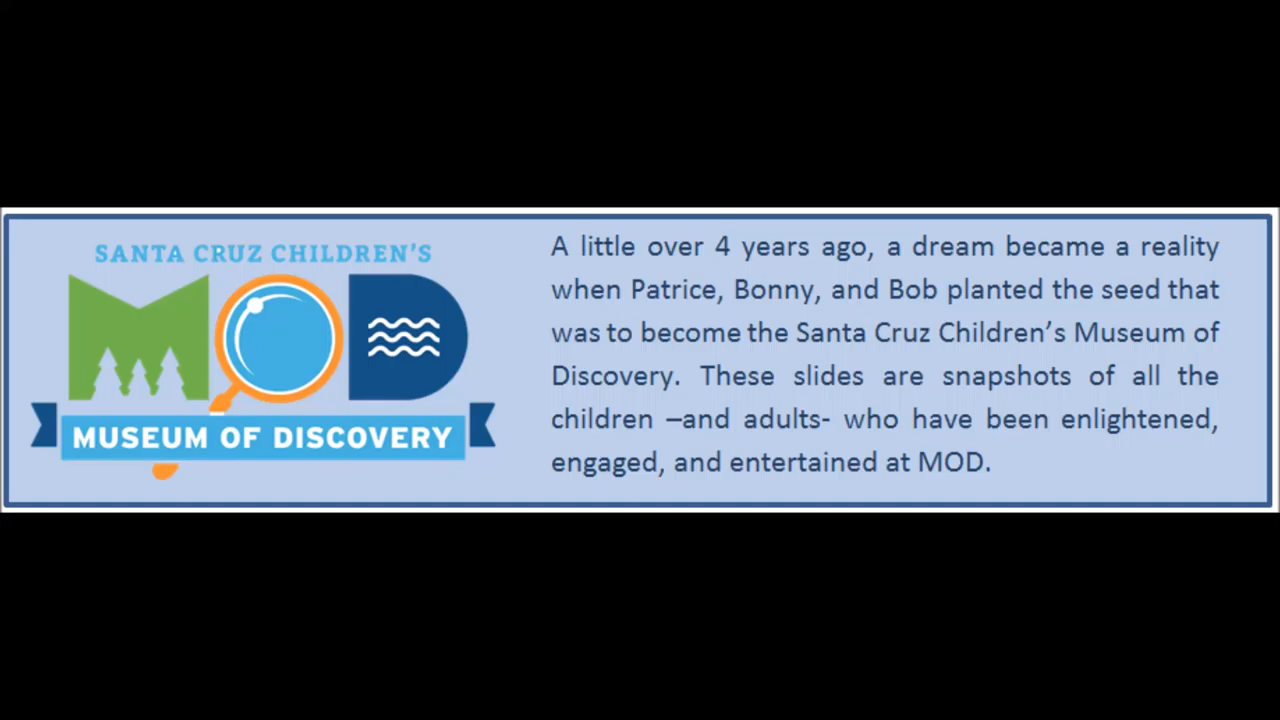 SANTA CRUZ CHILDREN'S
MOD
MUSEUM OF DISCOVERY
A little over 4 years ago, a dream became a reality
when Patrice, Bonny, and Bob planted the seed that
was to become the Santa Cruz Children’s Museum of
Discovery. These slides are snapshots of all the
children –and adults- who have been enlightened,
engaged, and entertained at MOD.